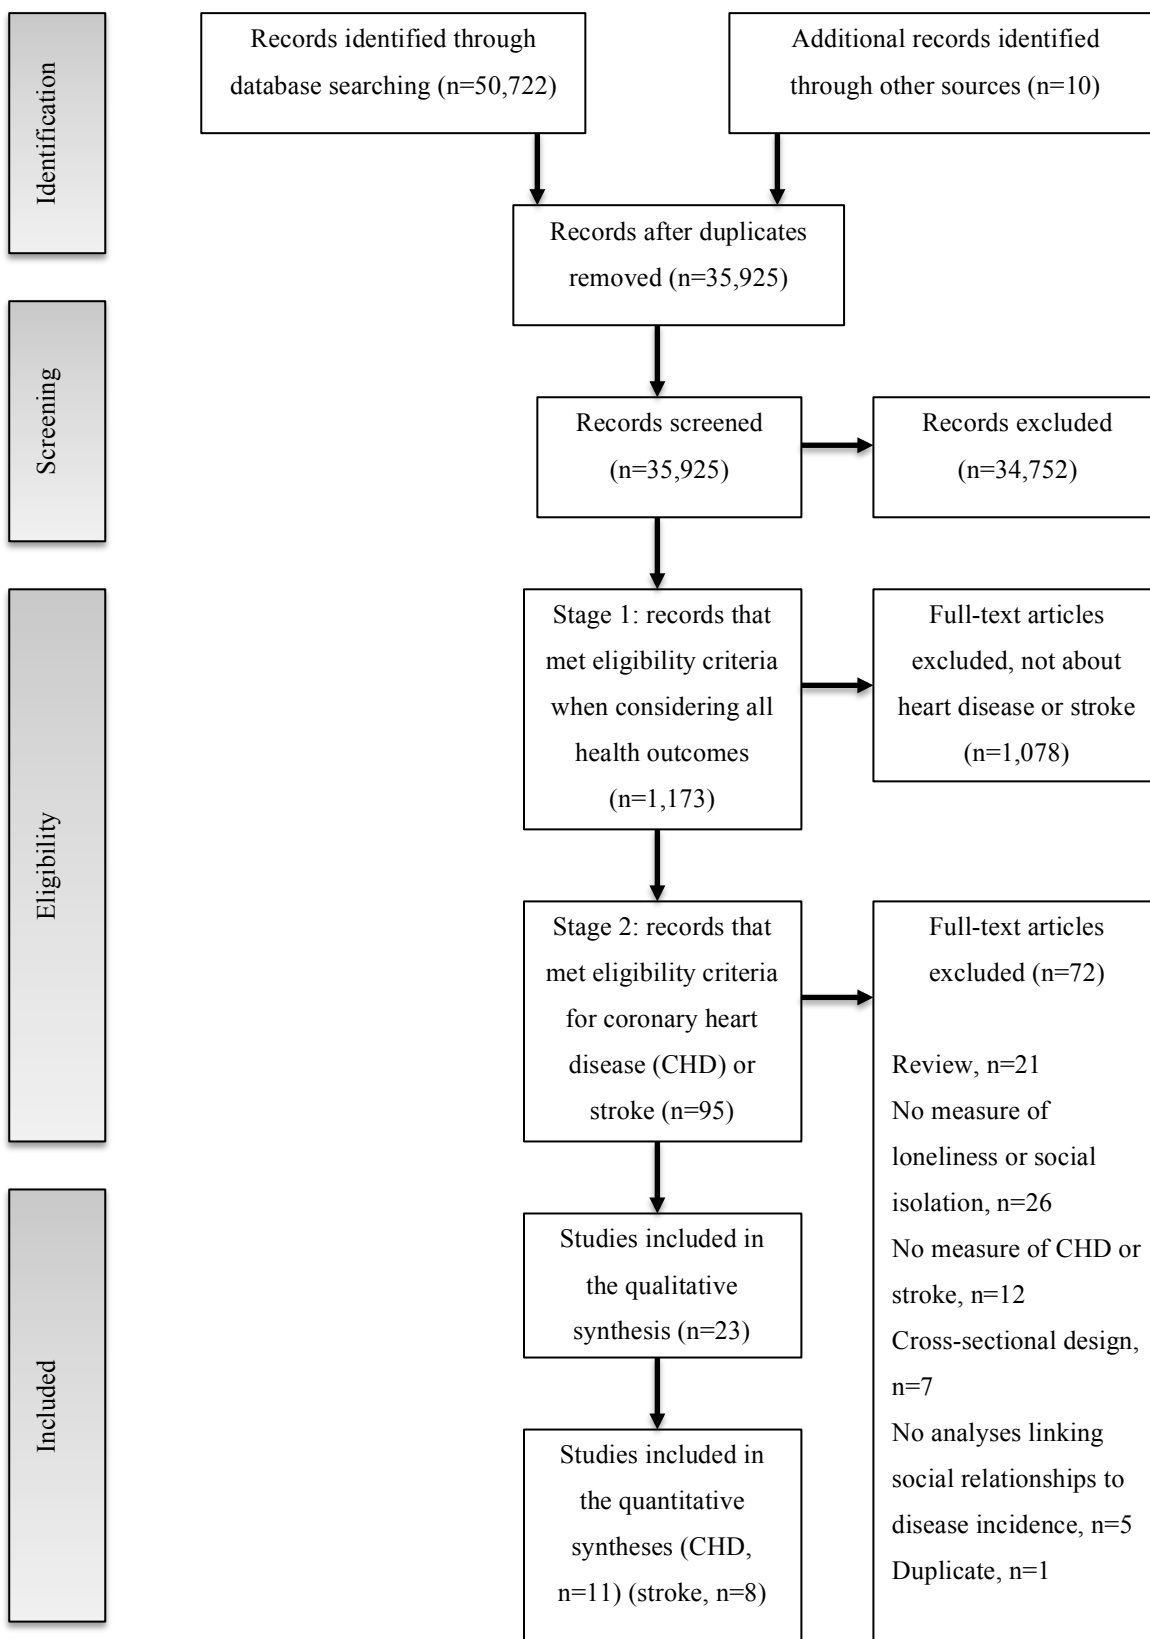 Identification
Records identified through
database searching (n=50,722)
Additional records identified
through other sources (n=10)
Records after duplicates
removed (n=35,925)
Screening
Records screened
(n=35,925)
Records excluded
(n=34,752)
Eligibility
Stage 1: records that
met eligibility criteria
when considering all
health outcomes
(n=1,173)
Full-text articles
excluded, not about
heart disease or stroke
(n=1,078)
Stage 2: records that
met eligibility criteria
for coronary heart
disease (CHD) or
stroke (n=95)
Full-text articles
excluded (n=72)
Review, n=21
No measure of
loneliness or social
isolation, n=26
No measure of CHD or
stroke, n=12
Cross-sectional design,
n=7
No analyses linking
social relationships to
disease incidence, n=5
Duplicate, n=1
Included
Studies included in
the qualitative
synthesis (n=23)
Studies included in
the quantitative
syntheses (CHD,
n=11) (stroke, n=8)